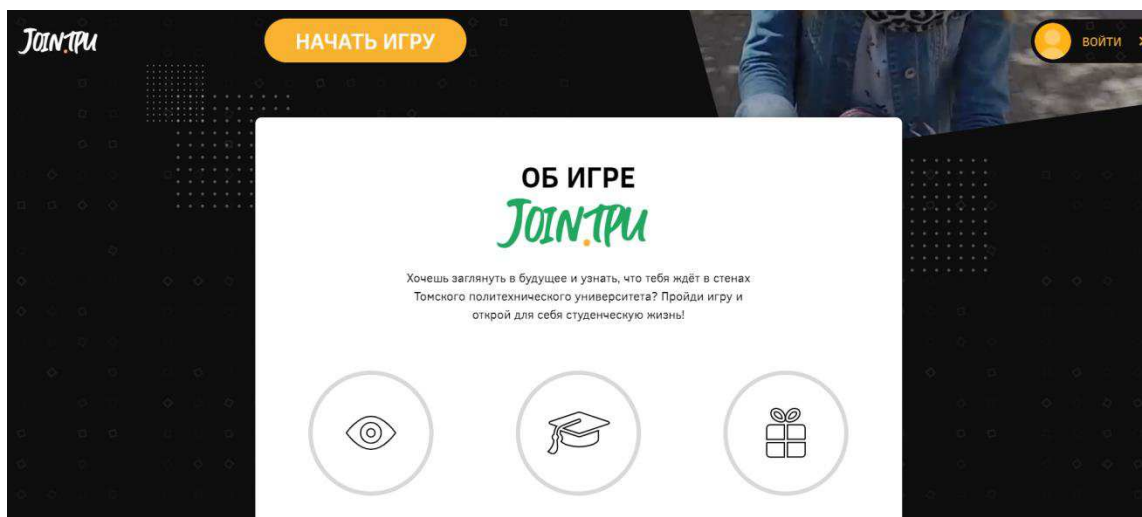 JOIN.TPU
НАЧАТЬ ИГРУ
ВОЙТИ
ОБ ИГРЕ
JOIN.TPU
Хочешь заглянуть в будущее и узнать, что тебя ждёт в стенах
Томского политехнического университета? Пройди игру и
открой для себя студенческую жизнь!